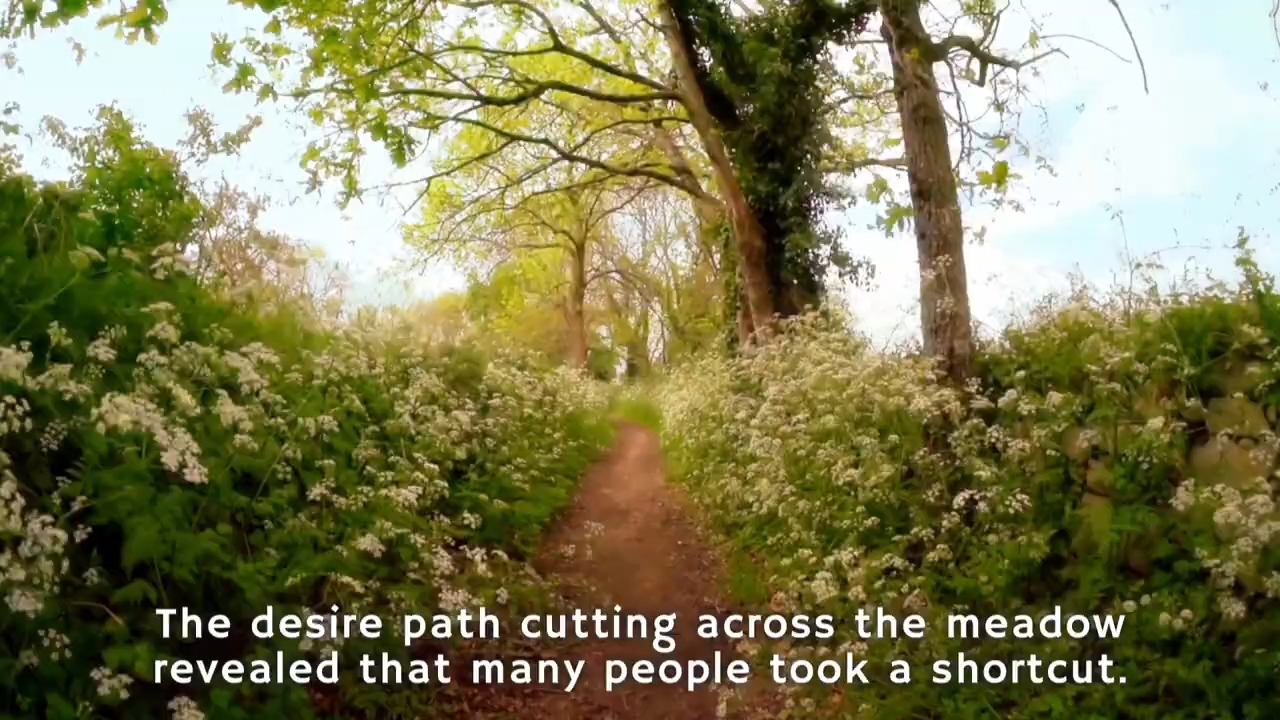 The desire path cutting across the meadow
revealed that many people took a shortcut.